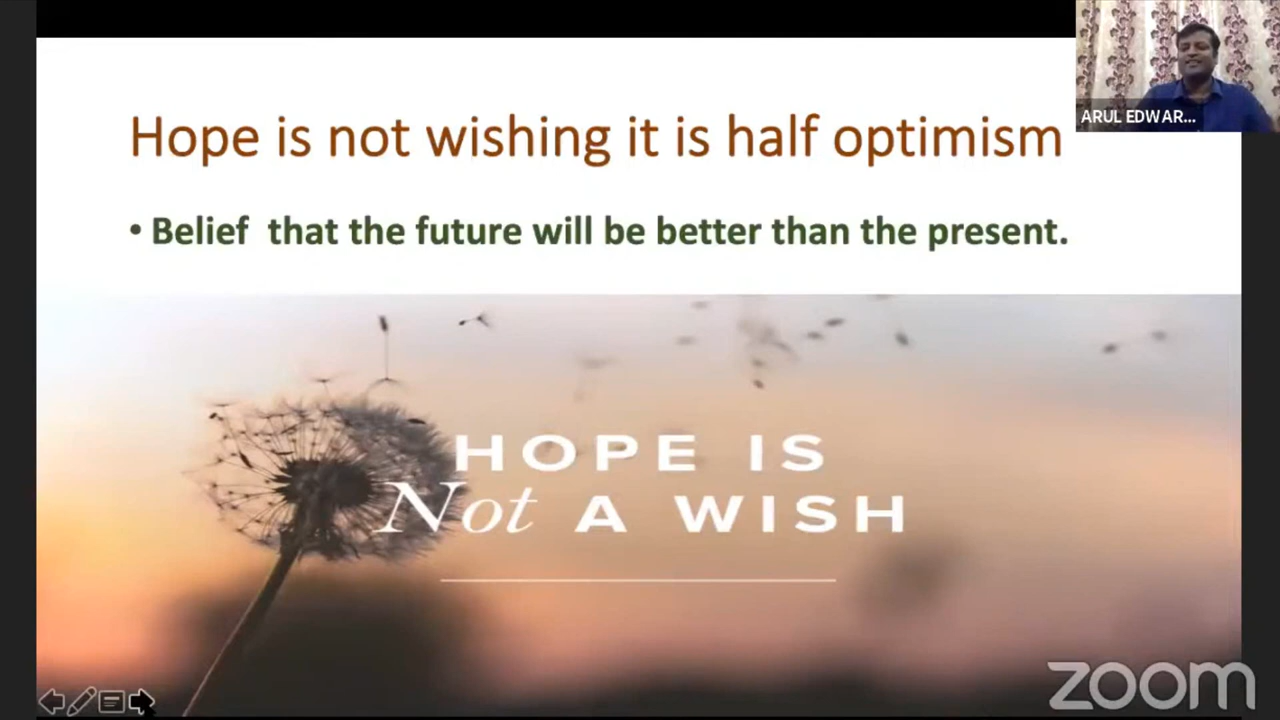 Hope is not wishing it is half optimism
ARUL EDWAR...
• Belief that the future will be better than the present.
HOPE IS
Not A WISH
zoom